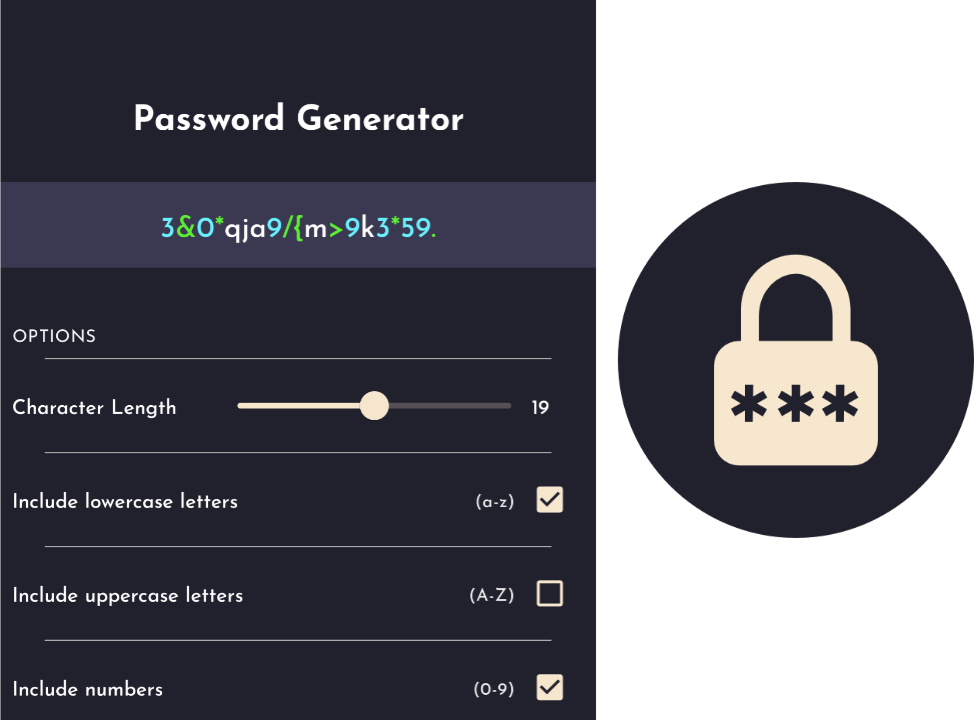 Password Generator
3&0*qja9/{m>9k3*59.
OPTIONS
Character Length 19
Include lowercase letters (a-z)
Include uppercase letters (A-Z)
Include numbers (0-9)
***